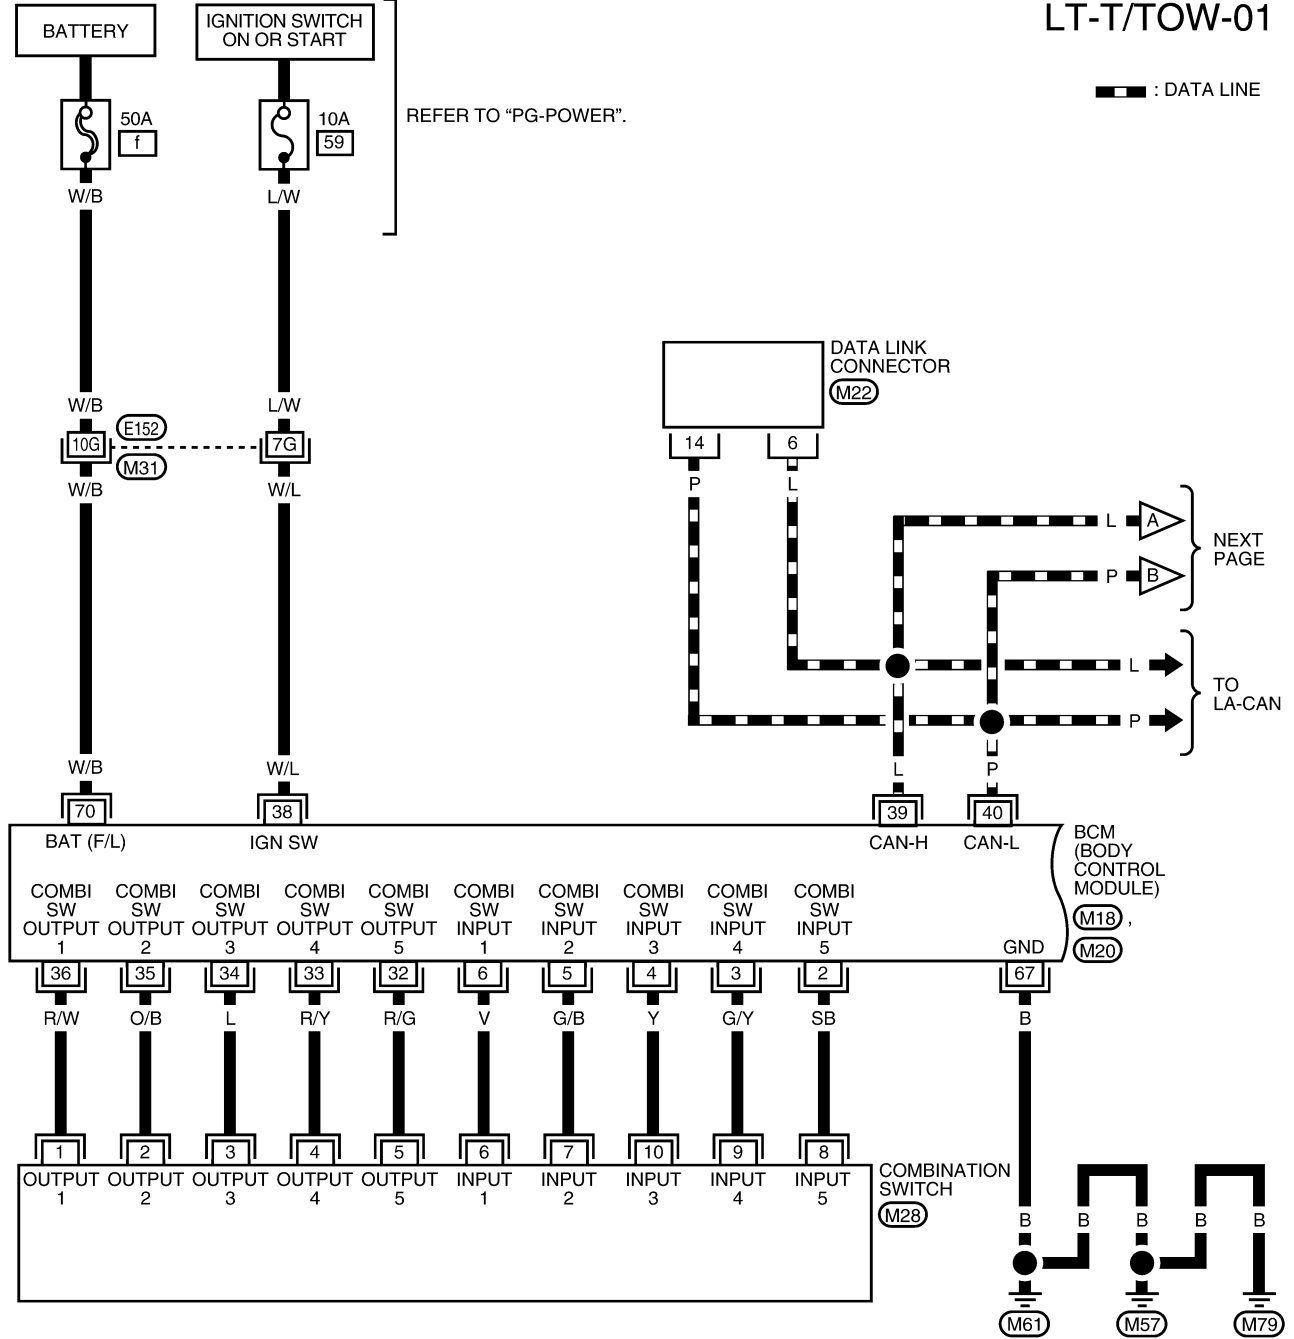 LT-T/TOW-01
BATTERY
IGNITION SWITCH
ON OR START
: DATA LINE
50A
f
10A
59
REFER TO “PG-POWER”.
W/B
L/W
DATA LINK
CONNECTOR
M22
W/B
L/W
10G
E152
M31
7G
14
6
W/B
W/L
P
L
L
A
P
B
NEXT
PAGE
L
P
TO
LA-CAN
W/B
W/L
L
P
70
38
39
40
BAT (F/L)
IGN SW
CAN-H
CAN-L
BCM
(BODY
CONTROL
MODULE)
M18 ,
M20
COMBI
SW
OUTPUT
1
COMBI
SW
OUTPUT
2
COMBI
SW
OUTPUT
3
COMBI
SW
OUTPUT
4
COMBI
SW
OUTPUT
5
COMBI
SW
INPUT
1
COMBI
SW
INPUT
2
COMBI
SW
INPUT
3
COMBI
SW
INPUT
4
COMBI
SW
INPUT
5
GND
36
35
34
33
32
6
5
4
3
2
67
R/W
O/B
L
R/Y
R/G
V
G/B
Y
G/Y
SB
B
1
2
3
4
5
6
7
10
9
8
OUTPUT
1
OUTPUT
2
OUTPUT
3
OUTPUT
4
OUTPUT
5
INPUT
1
INPUT
2
INPUT
3
INPUT
4
INPUT
5
COMBINATION
SWITCH
M28
B
B
B
B
B
M61
M57
M79